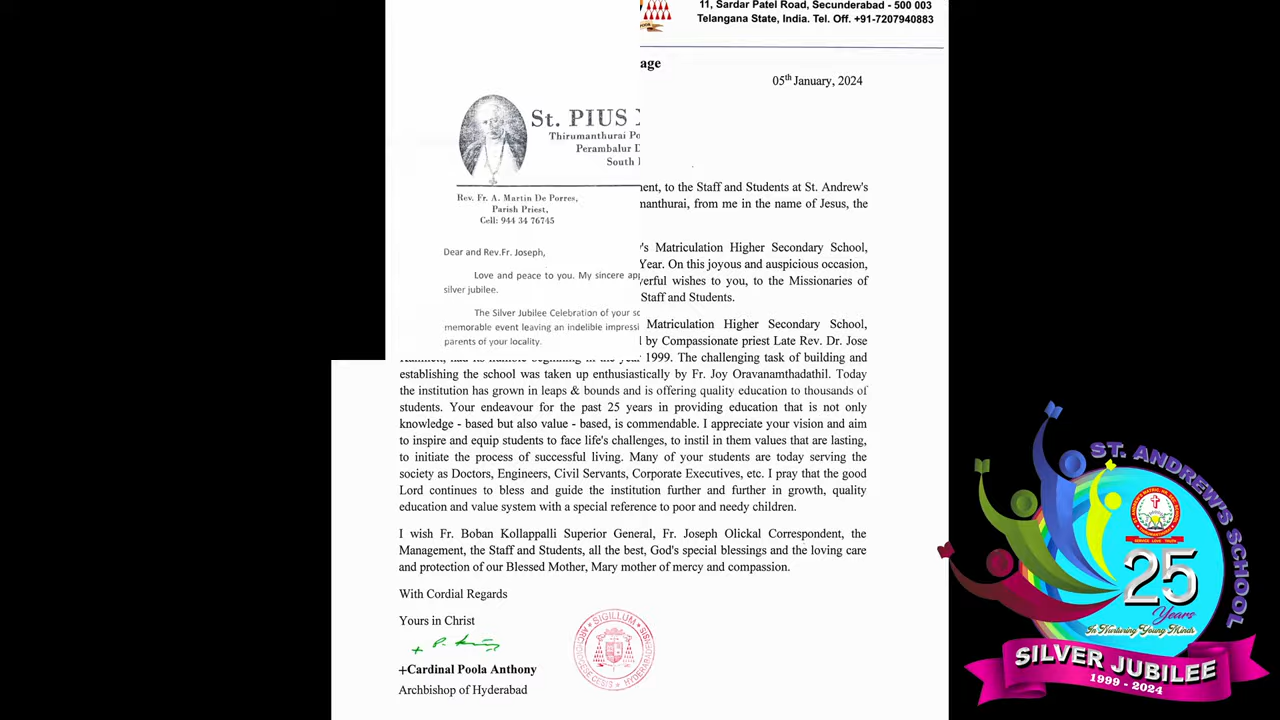 11, Sardar Patel Road, Secunderabad - 500 003
Telangana State, India. Tel. Off. +91-7207940883
age
05th January, 2024
St. PIUS
Thirumanthurai Po
Perambalur D
South
Rev. Fr. A. Martin De Porres,
Parish Priest,
Cell: 944 34 76745
Dear and Rev.Fr. Joseph,
Love and peace to you. My sincere app
silver jubilee.
The Silver Jubilee Celebration of your sc
memorable event leaving an indelible impressi
parents of your locality.
ent, to the Staff and Students at St. Andrew's
manthurai, from me in the name of Jesus, the
's Matriculation Higher Secondary School,
Year. On this joyous and auspicious occasion,
erful wishes to you, to the Missionaries of
Staff and Students.
Matriculation Higher Secondary School,
l by Compassionate priest Late Rev. Dr. Jose
had its humble beginning in the year 1999. The challenging task of building and
establishing the school was taken up enthusiastically by Fr. Joy Oravanamthadathil. Today
the institution has grown in leaps & bounds and is offering quality education to thousands of
students. Your endeavour for the past 25 years in providing education that is not only
knowledge - based but also value - based, is commendable. I appreciate your vision and aim
to inspire and equip students to face life's challenges, to instil in them values that are lasting,
to initiate the process of successful living. Many of your students are today serving the
society as Doctors, Engineers, Civil Servants, Corporate Executives, etc. I pray that the good
Lord continues to bless and guide the institution further and further in growth, quality
education and value system with a special reference to poor and needy children.
I wish Fr. Boban Kollappalli Superior General, Fr. Joseph Olickal Correspondent, the
Management, the Staff and Students, all the best, God's special blessings and the loving care
and protection of our Blessed Mother, Mary mother of mercy and compassion.
With Cordial Regards
Yours in Christ
+Cardinal Poola Anthony
Archbishop of Hyderabad
SIGILLUM
ST. ANDREW'S SCHOOL
25
Years
In Nurturing Young Minds
SILVER JUBILEE
1999 - 2024